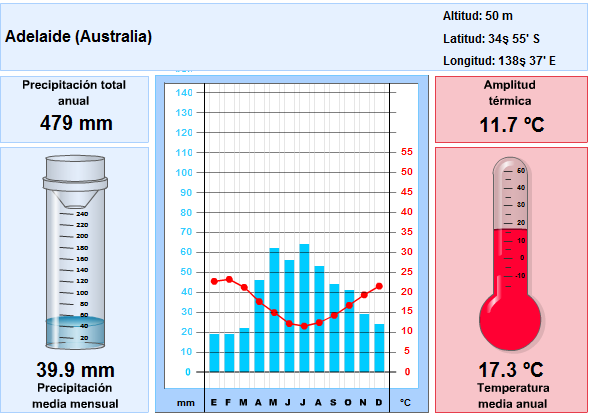 Adelaide (Australia)
Altitud: 50 m
Latitud: 34ş 55' S
Longitud: 138ş 37' E
Precipitación total
anual
479 mm
240
220
200
180
160
140
120
100
80
60
40
20
39.9 mm
Precipitación
media mensual
140
130
120
110
100
90
80
70
60
50
40
30
20
10
0
55
50
45
40
35
30
25
20
15
10
5
0
mm E F M A M J J A S O N D °C
Amplitud
térmica
11.7 ºC
50
40
30
20
10
0
-10
17.3 ºC
Temperatura
media anual